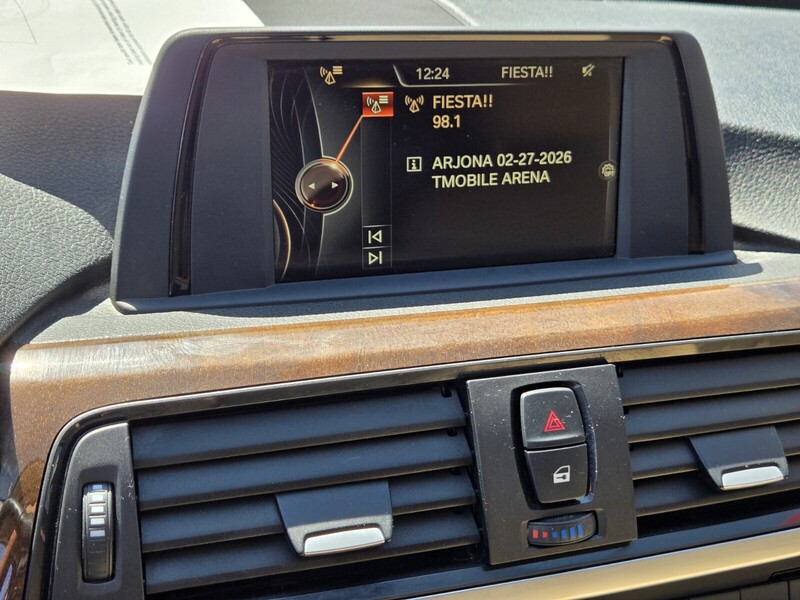 12:24 FIESTA!!
FIESTA!!
98.1
ARJONA 02-27-2026
TMOBILE ARENA